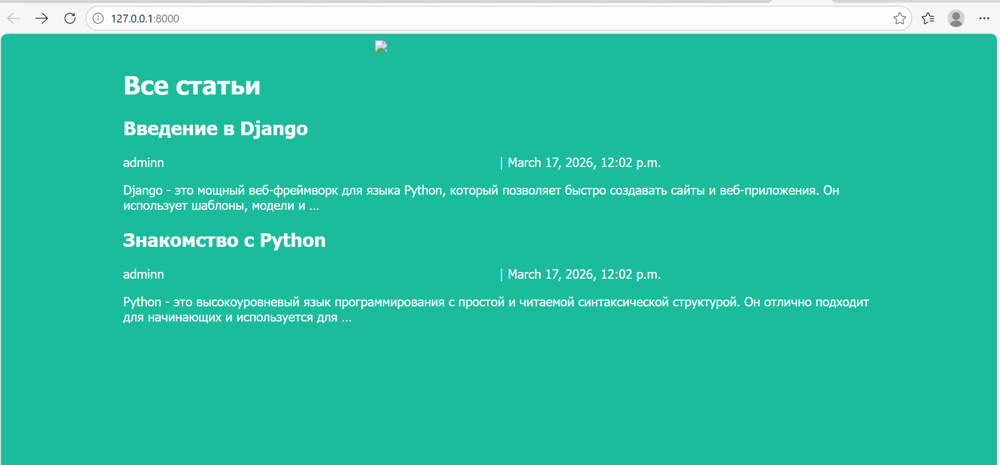 127.0.0.1:8000
Все статьи
Введение в Django
adminn | March 17, 2026, 12:02 p.m.
Django - это мощный веб-фреймворк для языка Python, который позволяет быстро создавать сайты и веб-приложения. Он
использует шаблоны, модели и …
Знакомство с Python
adminn | March 17, 2026, 12:02 p.m.
Python - это высокоуровневый язык программирования с простой и читаемой синтаксической структурой. Он отлично подходит
для начинающих и используется для …